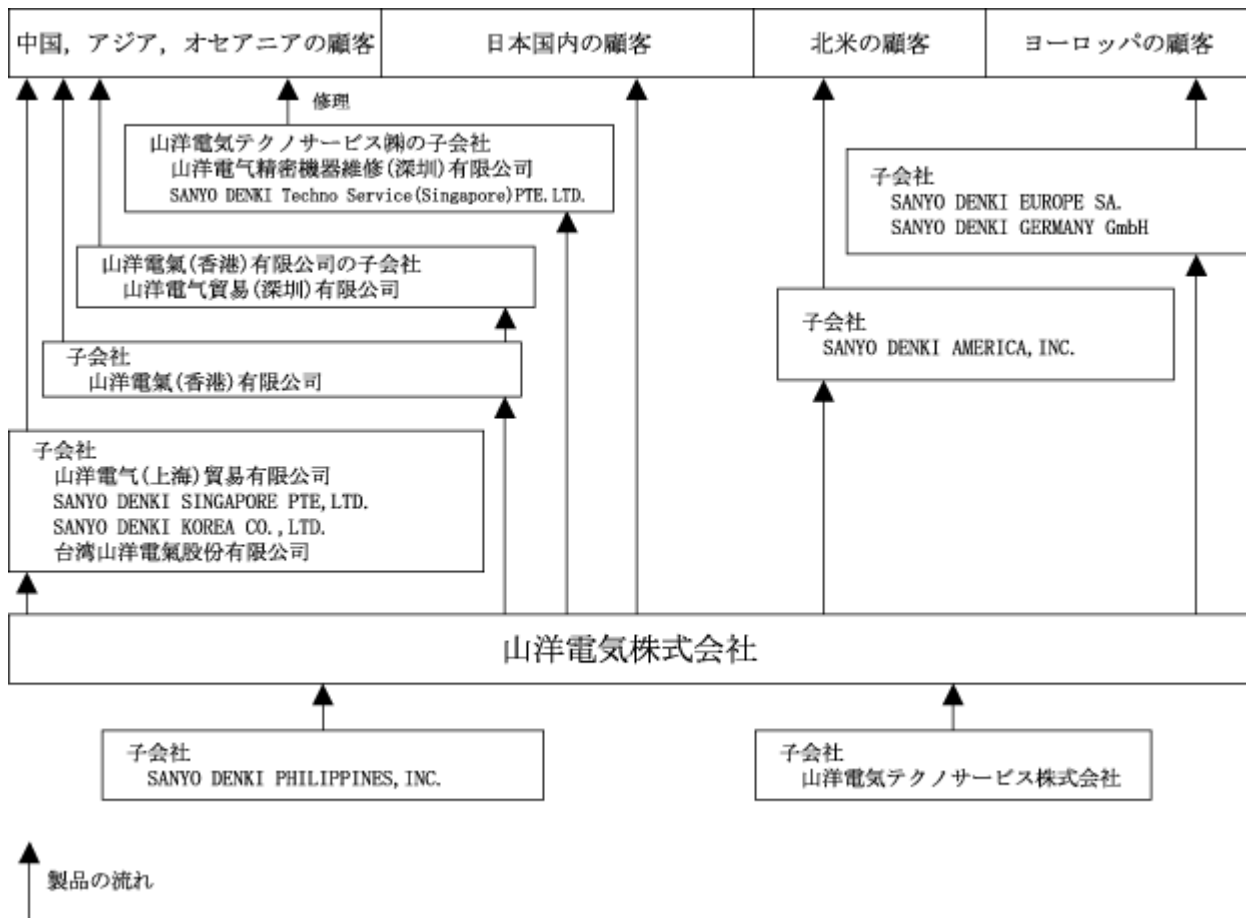 中国，アジア，オセアニアの顧客
日本国内の顧客
北米の顧客
ヨーロッパの顧客
修理
山洋電気テクノサービス㈱の子会社
山洋电气精密機器維修(深圳)有限公司
SANYO DENKI Techno Service(Singapore)PTE.LTD.
子会社
SANYO DENKI EUROPE SA.
SANYO DENKI GERMANY GmbH
山洋電氣(香港)有限公司の子会社
山洋电气貿易(深圳)有限公司
子会社
SANYO DENKI AMERICA,INC.
子会社
山洋電氣(香港)有限公司
子会社
山洋电气(上海)貿易有限公司
SANYO DENKI SINGAPORE PTE,LTD.
SANYO DENKI KOREA CO.,LTD.
台湾山洋電氣股份有限公司
山洋電気株式会社
子会社
SANYO DENKI PHILIPPINES,INC.
子会社
山洋電気テクノサービス株式会社
製品の流れ